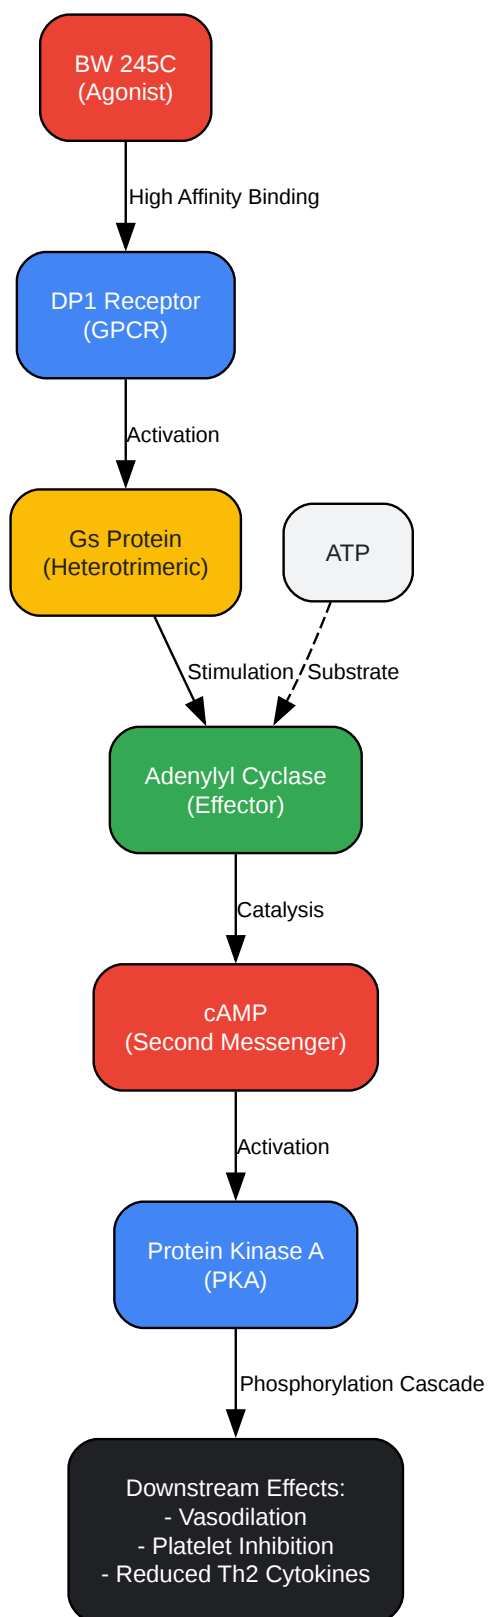 BW 245C
(Agonist)
High Affinity Binding
DP1 Receptor
(GPCR)
Activation
Gs Protein
(Heterotrimeric)
ATP
Stimulation
Substrate
Adenylyl Cyclase
(Effector)
Catalysis
cAMP
(Second Messenger)
Activation
Protein Kinase A
(PKA)
Phosphorylation Cascade
Downstream Effects:
- Vasodilation
- Platelet Inhibition
- Reduced Th2 Cytokines